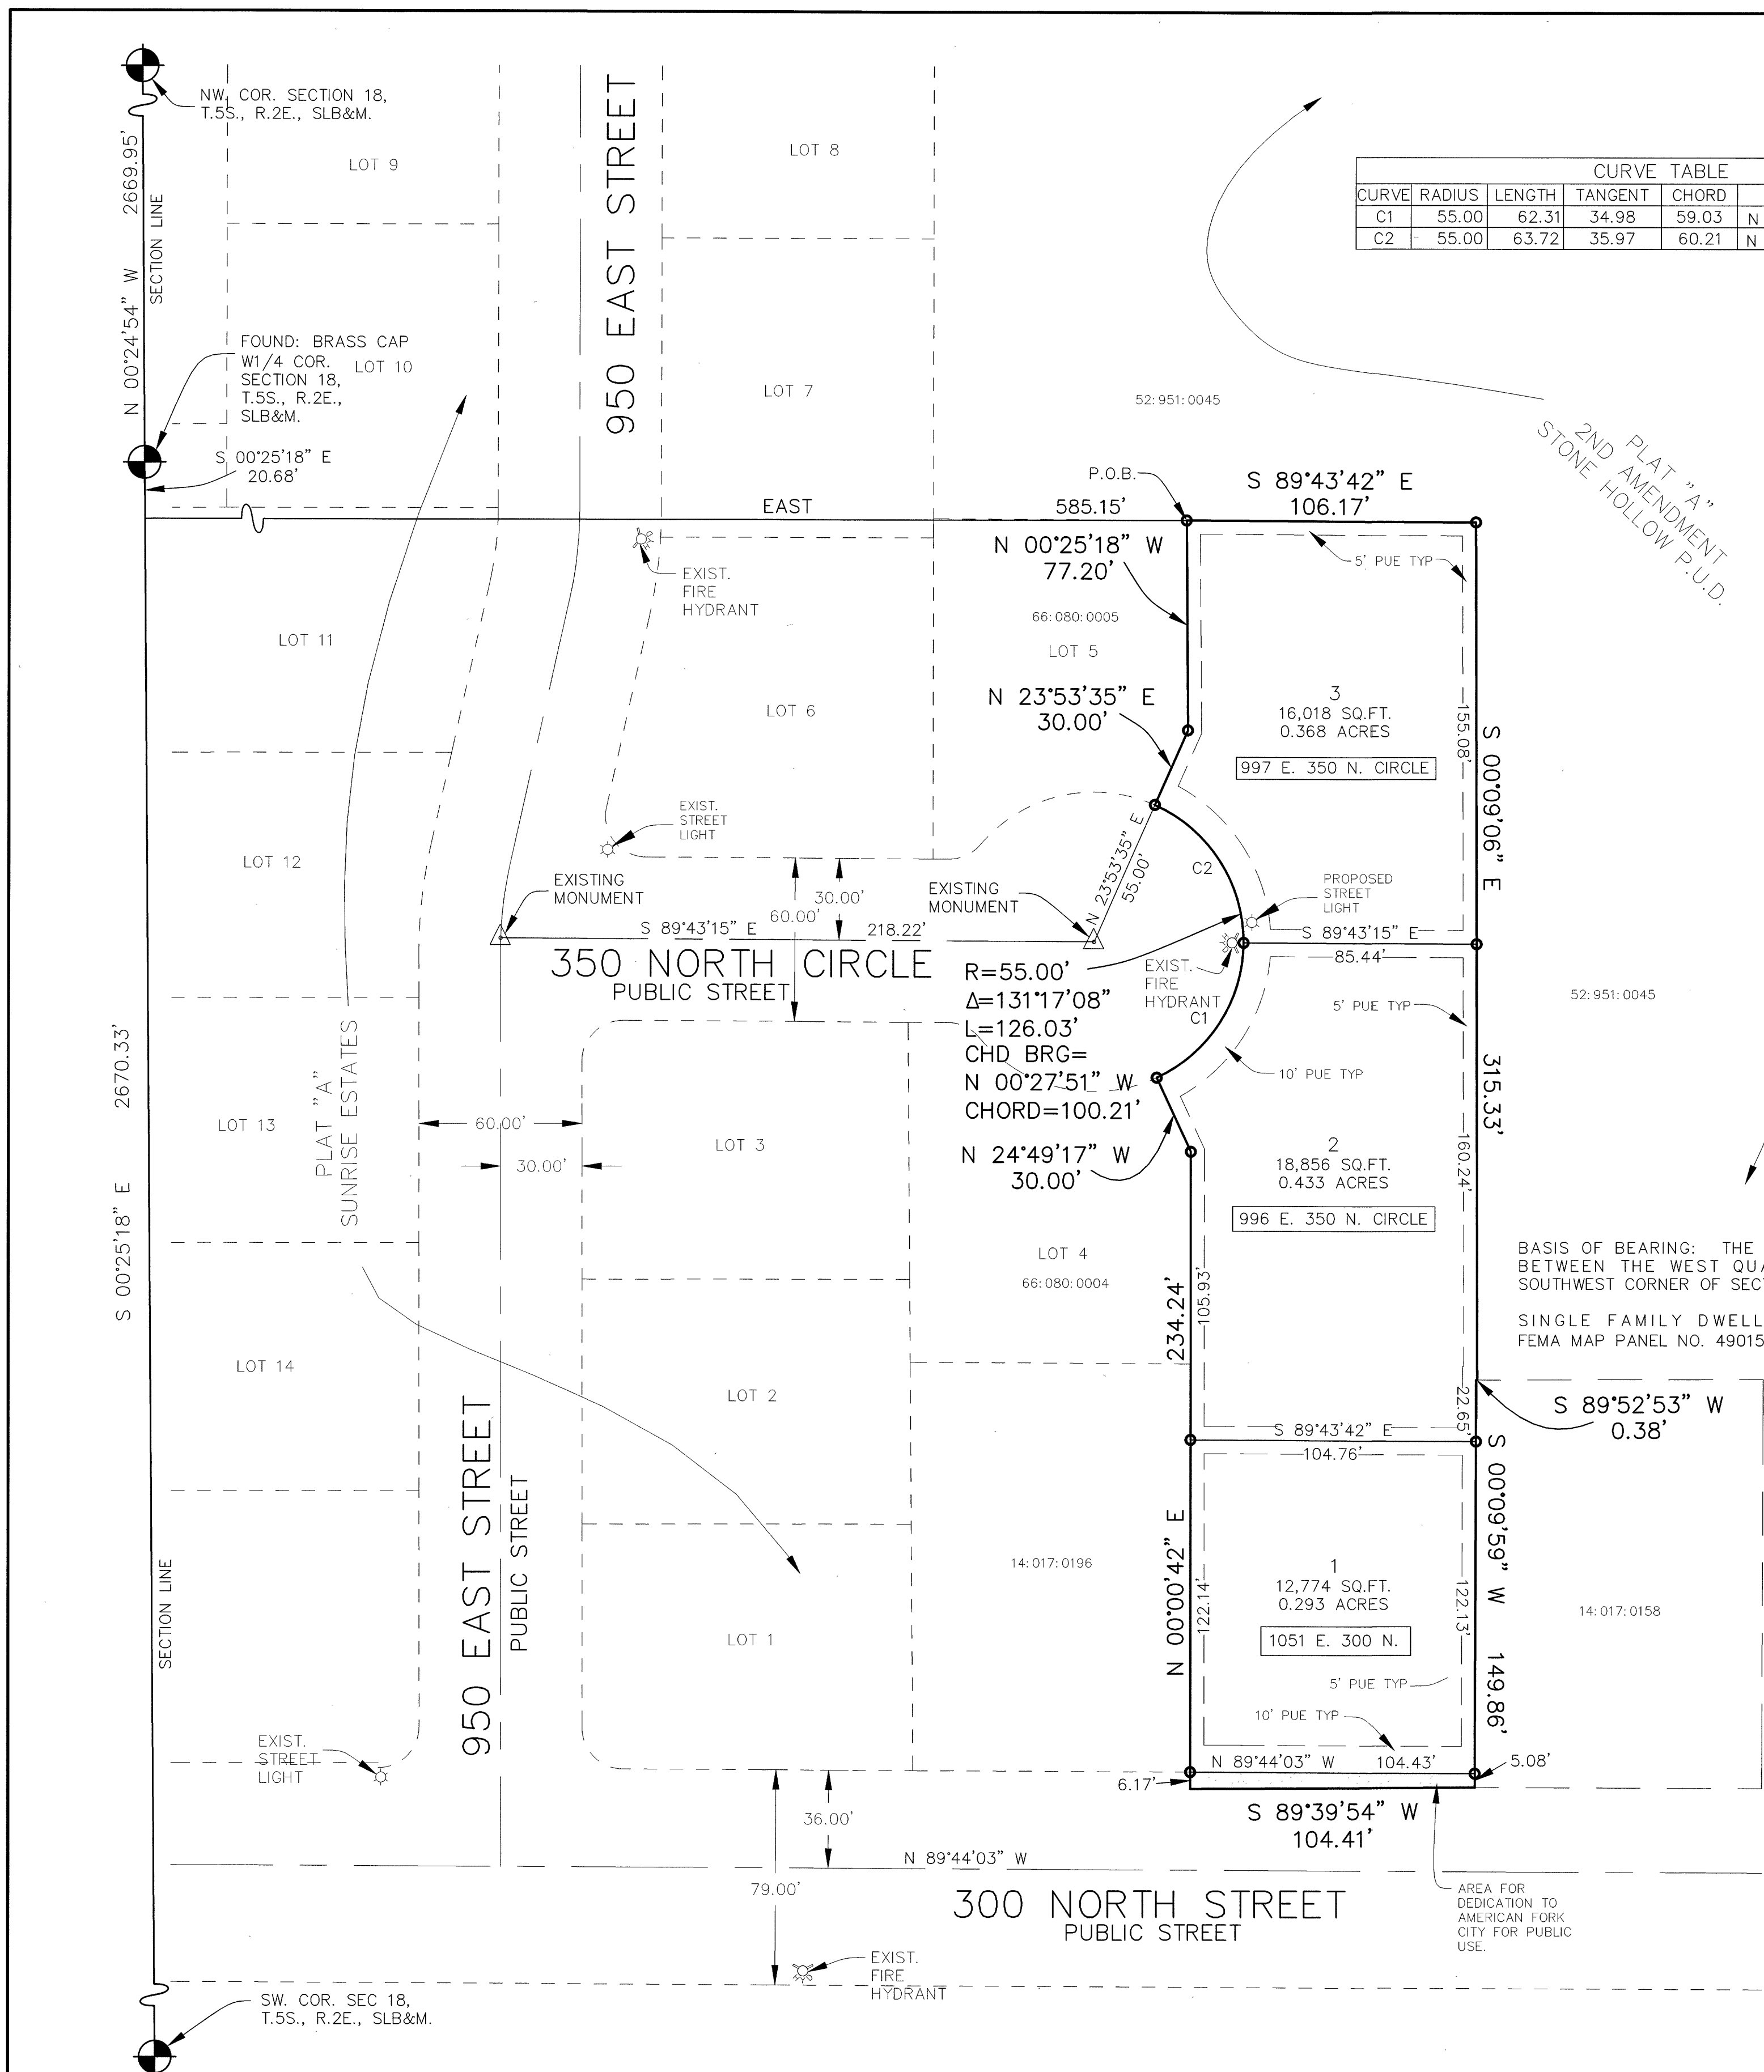 NW. COR. SECTION 18,
T.5S., R.2E., SLB&M.
N 00°24'54" W 2669.95'
SECTION LINE
LOT 9
950 EAST STREET
LOT 8
CURVE TABLE
CURVE RADIUS LENGTH TANGENT CHORD
C1 55.00 62.31 34.98 59.03 N
C2 55.00 63.72 35.97 60.21 N
FOUND: BRASS CAP
W1/4 COR.
SECTION 18,
T.5S., R.2E.,
SLB&M.
LOT 10
S 00°25'18" E
20.68'
LOT 7
52:951:0045
PLAT "A"
2ND AMENDMENT
STONE HOLLOW P.U.D.
P.O.B.
S 89°43'42" E
106.17'
EAST 585.15'
N 00°25'18" W
77.20'
5' PUE TYP
EXIST.
FIRE
HYDRANT
66:080:0005
LOT 5
LOT 11
LOT 6
N 23°53'35" E
30.00'
3
16,018 SQ.FT.
0.368 ACRES
997 E. 350 N. CIRCLE
155.08'
S 00°09'06" E 315.33'
EXIST.
STREET
LIGHT
LOT 12
EXISTING
MONUMENT
30.00'
60.00'
EXISTING
MONUMENT
N 23°53'35" E
55.00'
C2
PROPOSED
STREET
LIGHT
S 89°43'15" E 218.22'
350 NORTH CIRCLE
PUBLIC STREET
S 89°43'15" E
85.44'
R=55.00'
Δ=131°17'08"
L=126.03'
CHD BRG=
N 00°27'51" W
CHORD=100.21'
EXIST.
FIRE
HYDRANT
C1
5' PUE TYP
52:951:0045
10' PUE TYP
N 24°49'17" W
30.00'
S 00°25'18" E 2670.33'
PLAT "A"
SUNRISE ESTATES
LOT 13
60.00'
30.00'
LOT 3
2
18,856 SQ.FT.
0.433 ACRES
996 E. 350 N. CIRCLE
160.24'
LOT 4
66:080:0004
105.93'
234.24'
BASIS OF BEARING: THE
BETWEEN THE WEST QUA
SOUTHWEST CORNER OF SEC
SINGLE FAMILY DWELL
FEMA MAP PANEL NO. 49015
LOT 14
LOT 2
22.65'
S 89°52'53" W
0.38'
S 89°43'42" E
104.76'
950 EAST STREET
PUBLIC STREET
SECTION LINE
14:017:0196
N 00°00'42" E
122.14'
1
12,774 SQ.FT.
0.293 ACRES
1051 E. 300 N.
122.13'
S 00°09'59" W 149.86'
14:017:0158
LOT 1
5' PUE TYP
10' PUE TYP
EXIST.
STREET
LIGHT
N 89°44'03" W 104.43'
5.08'
6.17'
S 89°39'54" W
104.41'
36.00'
N 89°44'03" W
79.00'
300 NORTH STREET
PUBLIC STREET
AREA FOR
DEDICATION TO
AMERICAN FORK
CITY FOR PUBLIC
USE.
EXIST.
FIRE
HYDRANT
SW. COR. SEC 18,
T.5S., R.2E., SLB&M.